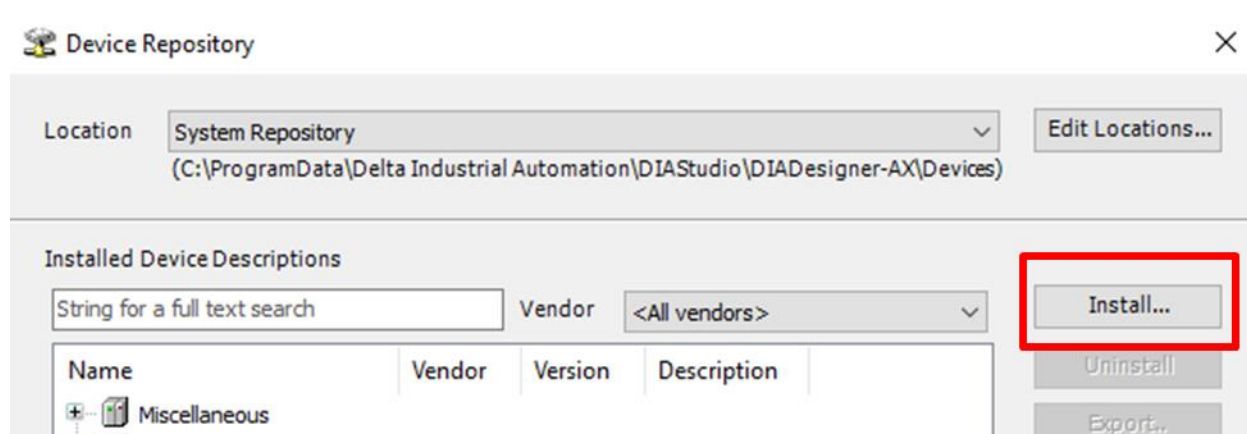 Device Repository
Location System Repository Edit Locations...
(C:\ProgramData\Delta Industrial Automation\DIAStudio\DIADesigner-AX\Devices)
Installed Device Descriptions
String for a full text search Vendor <All vendors> Install...
Name Vendor Version Description Uninstall
Miscellaneous Export..